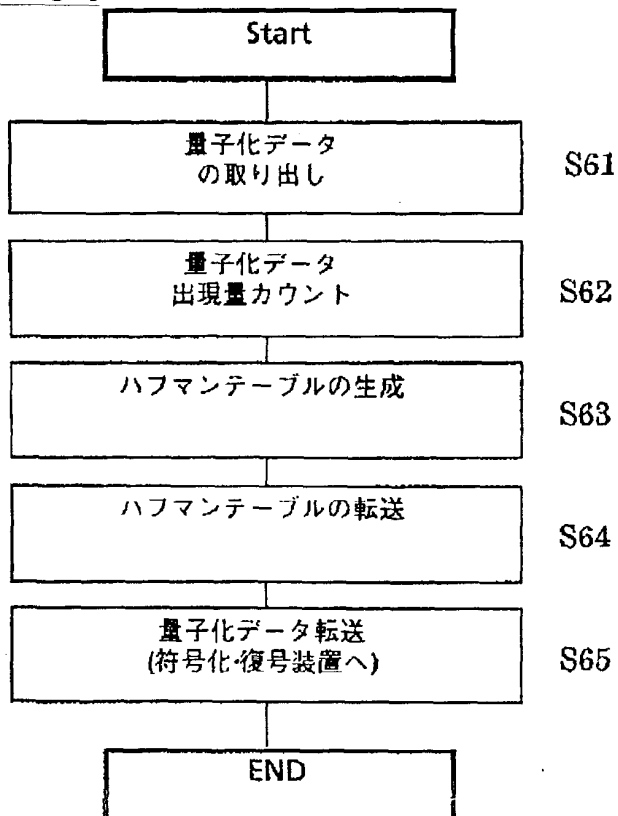 Start
量子化データ
の取り出し
S61
量子化データ
出現量カウント
S62
ハフマンテーブルの生成
S63
ハフマンテーブルの転送
S64
量子化データ転送
(符号化・復号装置へ)
S65
END